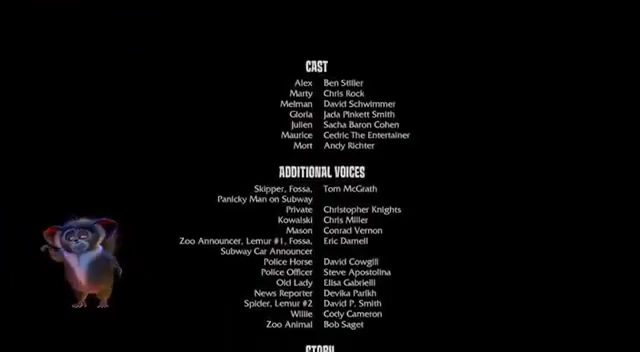 CAST
Alex Ben Stiller
Marty Chris Rock
Melman David Schwimmer
Gloria Jada Pinkett Smith
Julien Sacha Baron Cohen
Maurice Cedric The Entertainer
Mort Andy Richter
ADDITIONAL VOICES
Skipper, Fossa, Tom McGrath
Panicky Man on Subway
Private Christopher Knights
Kowalski Chris Miller
Mason Conrad Vernon
Zoo Announcer, Lemur #1, Fossa, Eric Darnell
Subway Car Announcer
Police Horse David Cowgill
Police Officer Steve Apostolina
Old Lady Elisa Gabrielli
News Reporter Devika Parikh
Spider, Lemur #2 David P. Smith
Willie Cody Cameron
Zoo Animal Bob Saget
STORY